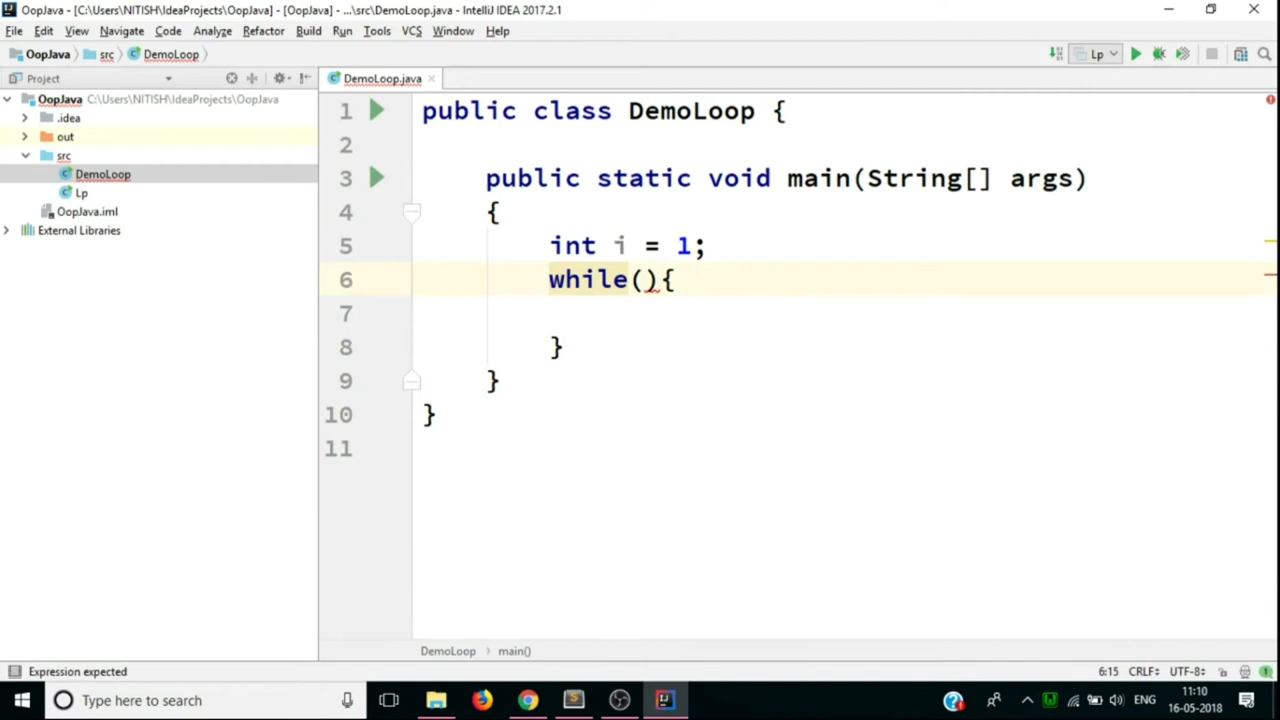 OopJava - [C:\Users\NITISH\IdeaProjects\OopJava] - [OopJava] - ...\src\DemoLoop.java - IntelliJ IDEA 2017.2.1
File Edit View Navigate Code Analyze Refactor Build Run Tools VCS Window Help
OopJava src DemoLoop Lp
Project DemoLoop.java
OopJava C:\Users\NITISH\IdeaProjects\OopJava
.idea
out
src
DemoLoop
Lp
OopJava.iml
External Libraries
1 public class DemoLoop {
2
3 public static void main(String[] args)
4 {
5 int i = 1;
6 while(){
7
8 }
9 }
10 }
11
DemoLoop main()
Expression expected 6:15 CRLF UTF-8
Type here to search ENG 11:10
16-05-2018